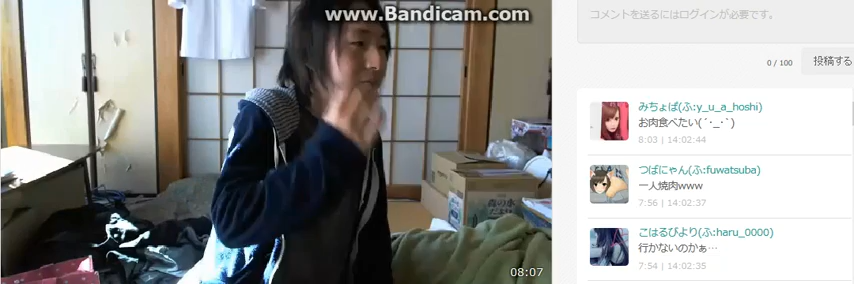 www.Bandicam.com
08:07
コメントを送るにはログインが必要です。
0 / 100
投稿する
みちょぱ(ふ:y_u_a_hoshi)
お肉食べたい(´･_･`)
8:03 | 14:02:44
つばにゃん(ふ:fuwatsuba)
一人焼肉www
7:56 | 14:02:37
こはるびより(ふ:haru_0000)
行かないのかぁ…
7:54 | 14:02:35